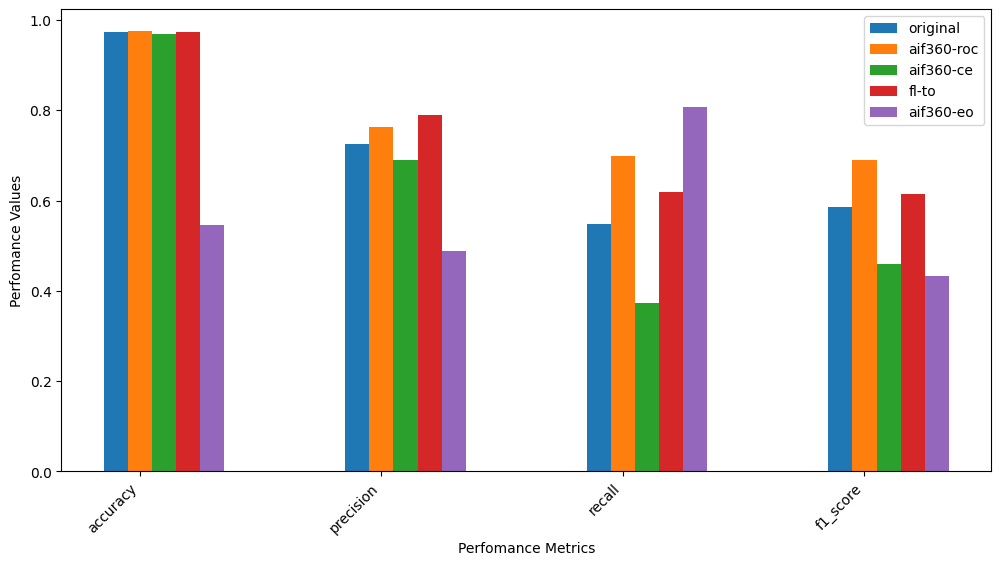 1.0
0.8
0.6
0.4
0.2
0.0
Perfomance Values
original
aif360-roc
aif360-ce
fl-to
aif360-eo
accuracy
precision
recall
f1_score
Perfomance Metrics